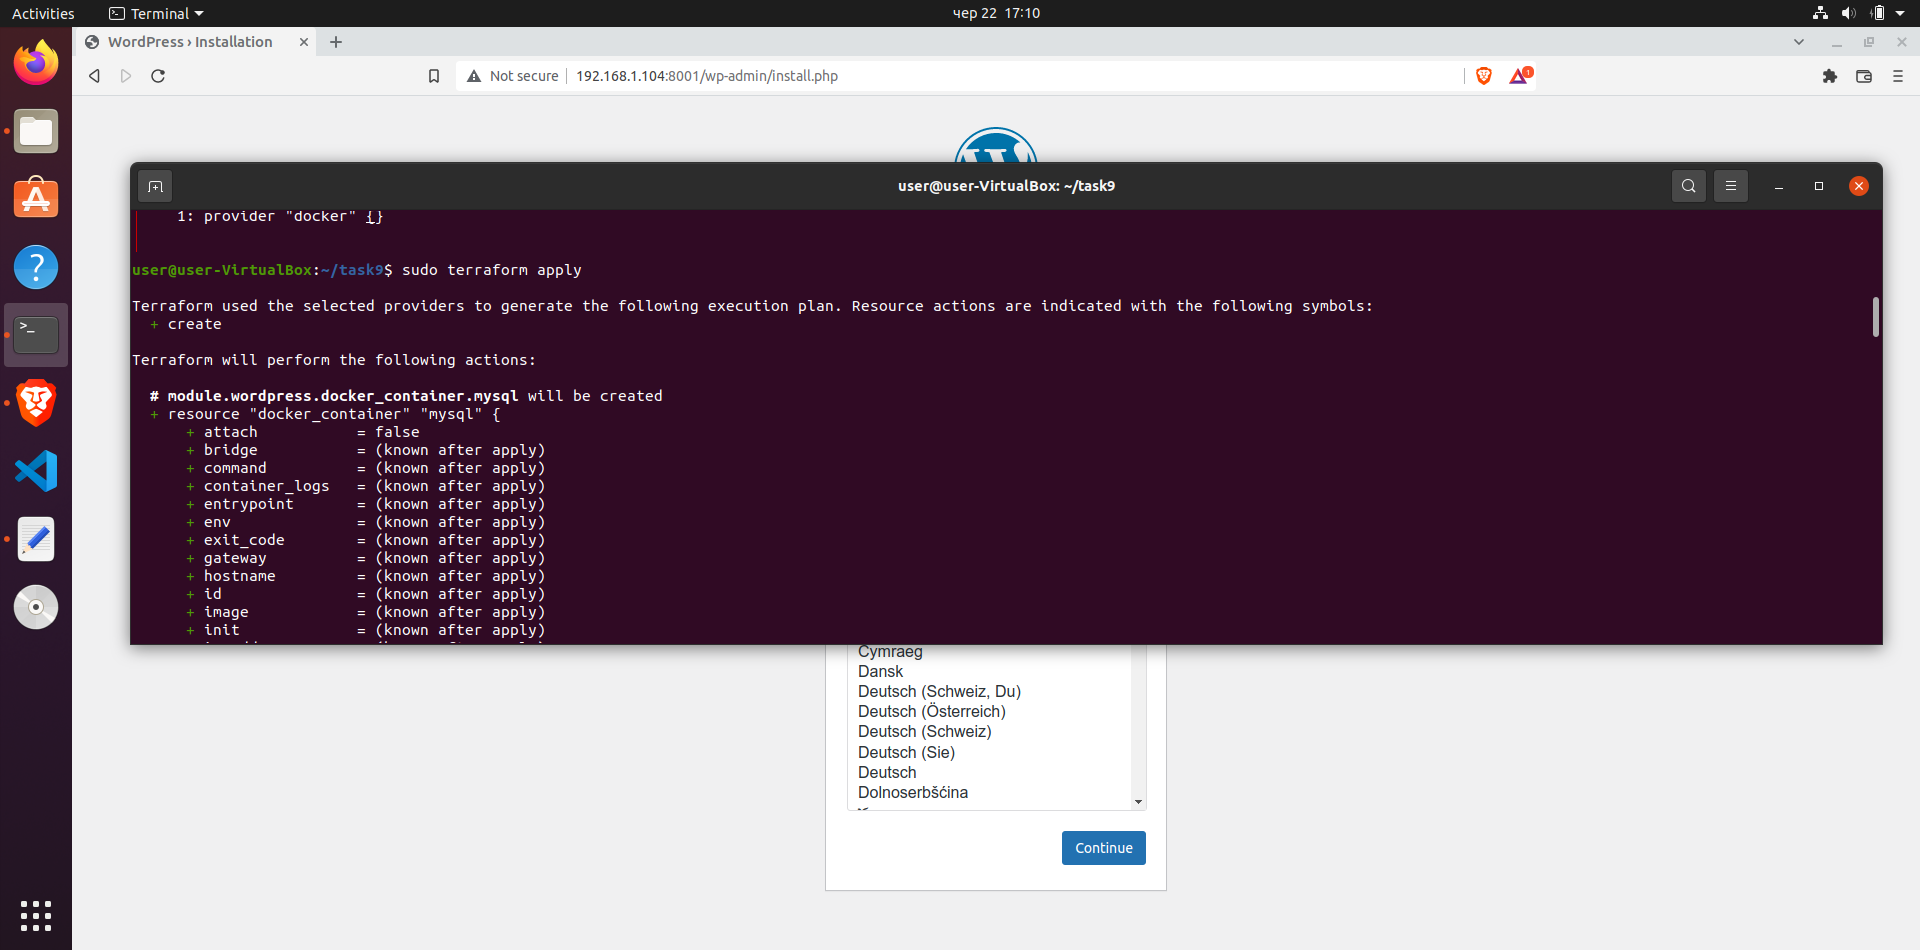 Activities
Terminal
чер 22 17:10
WordPress › Installation
Not secure
192.168.1.104:8001/wp-admin/install.php
1
user@user-VirtualBox: ~/task9
1: provider "docker" {}
user@user-VirtualBox:~/task9$ sudo terraform apply
Terraform used the selected providers to generate the following execution plan. Resource actions are indicated with the following symbols:
+ create
Terraform will perform the following actions:
# module.wordpress.docker_container.mysql will be created
+ resource "docker_container" "mysql" {
+ attach = false
+ bridge = (known after apply)
+ command = (known after apply)
+ container_logs = (known after apply)
+ entrypoint = (known after apply)
+ env = (known after apply)
+ exit_code = (known after apply)
+ gateway = (known after apply)
+ hostname = (known after apply)
+ id = (known after apply)
+ image = (known after apply)
+ init = (known after apply)
Cymraeg
Dansk
Deutsch (Schweiz, Du)
Deutsch (Österreich)
Deutsch (Schweiz)
Deutsch (Sie)
Deutsch
Dolnoserbšćina
Continue